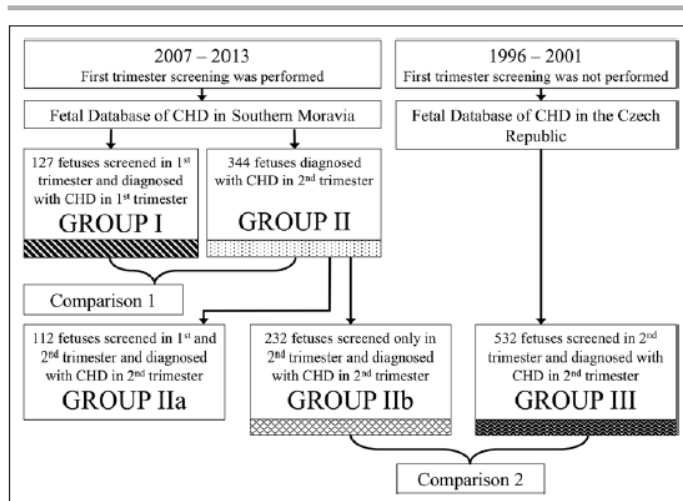 2007 – 2013
First trimester screening was performed
1996 – 2001
First trimester screening was not performed
Fetal Database of CHD in Southern Moravia
Fetal Database of CHD in the Czech
Republic
127 fetuses screened in 1st
trimester and diagnosed
with CHD in 1st trimester
GROUP I
344 fetuses diagnosed
with CHD in 2nd trimester
GROUP II
Comparison 1
112 fetuses screened in 1st and
2nd trimester and diagnosed
with CHD in 2nd trimester
GROUP IIa
232 fetuses screened only in
2nd trimester and diagnosed
with CHD in 2nd trimester
GROUP IIb
532 fetuses screened in 2nd
trimester and diagnosed with
CHD in 2nd trimester
GROUP III
Comparison 2